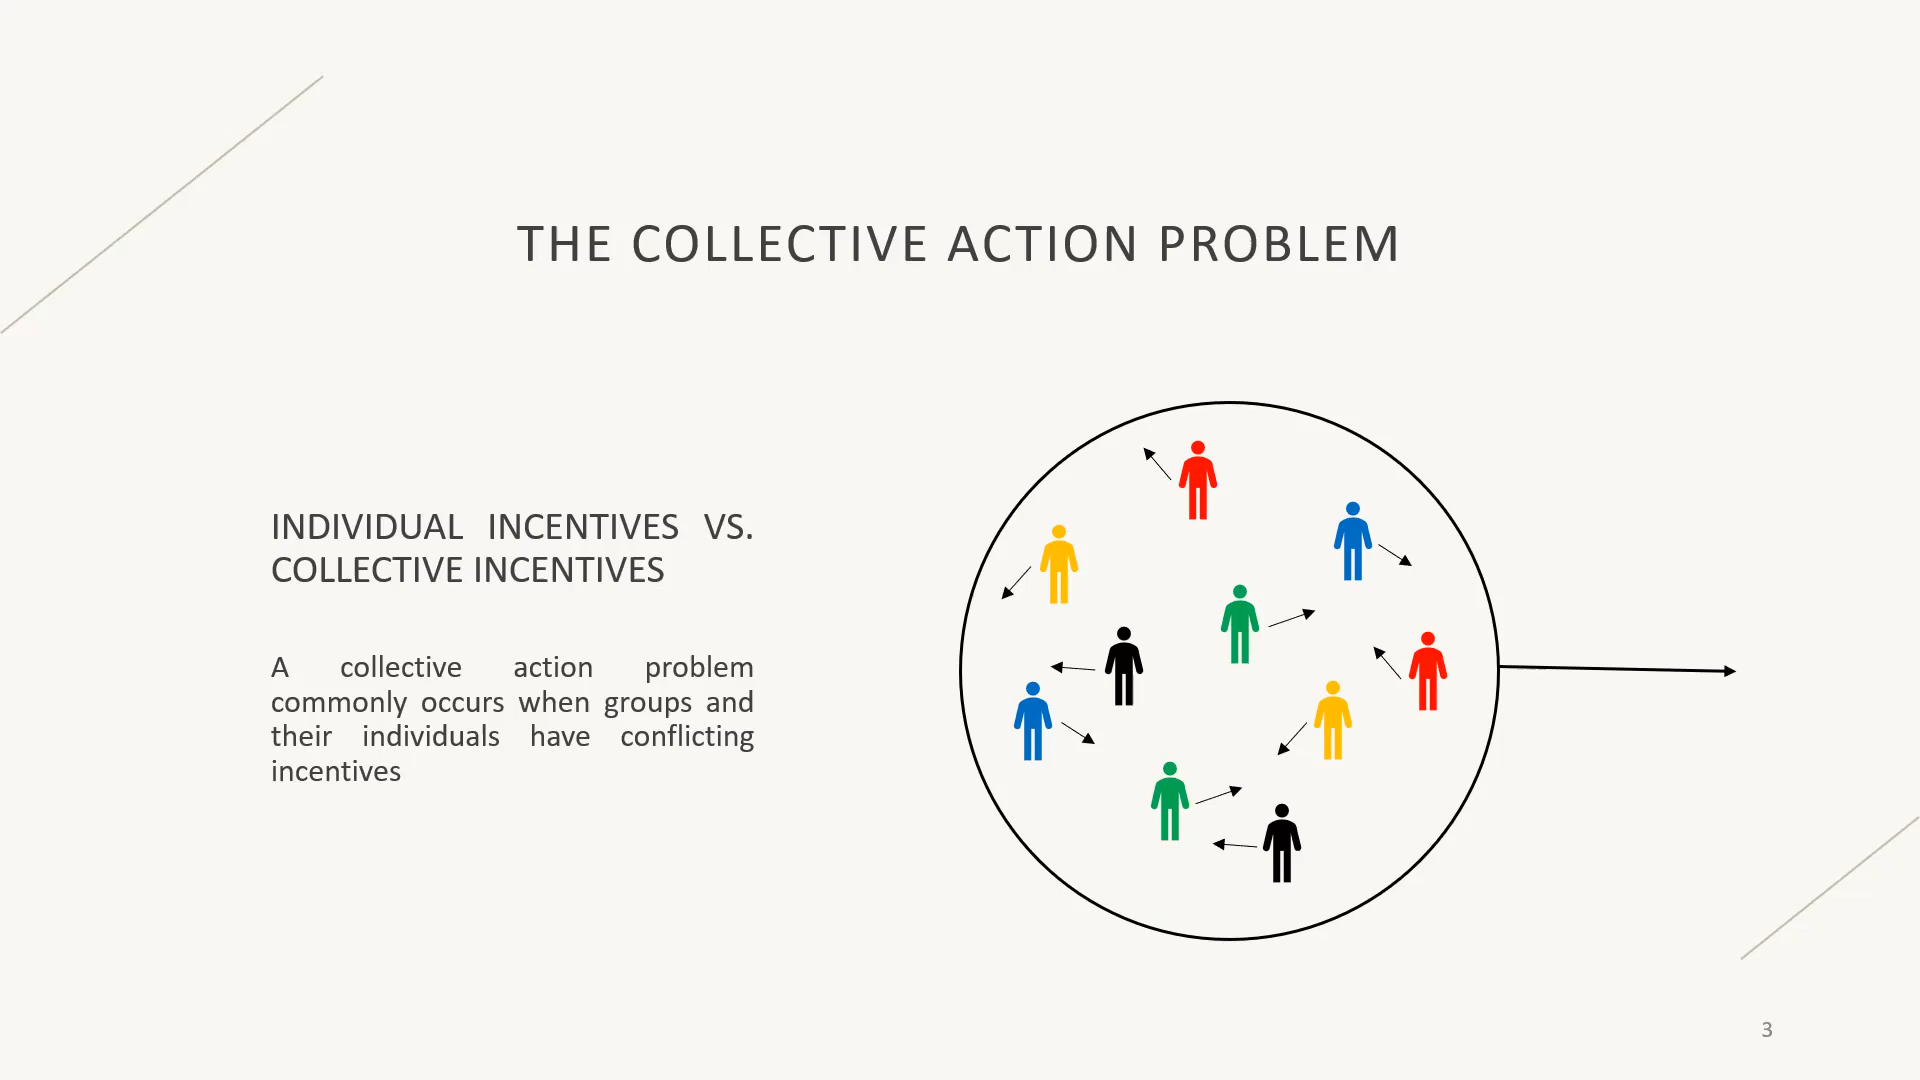 THE COLLECTIVE ACTION PROBLEM
INDIVIDUAL INCENTIVES VS.
COLLECTIVE INCENTIVES
A collective action problem
commonly occurs when groups and
their individuals have conflicting
incentives
3